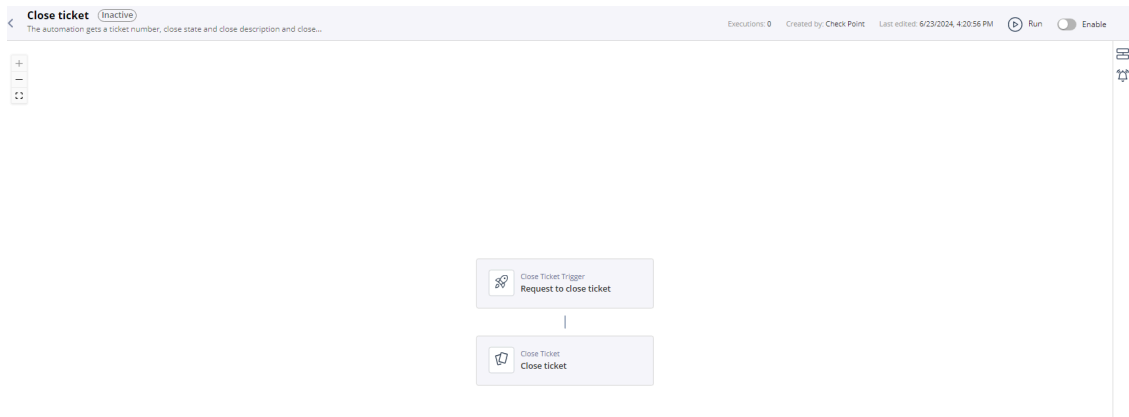 Close ticket (Inactive)
The automation gets a ticket number, close state and close description and close...
Executions: 0 Created by: Check Point Last edited: 6/23/2024, 4:20:56 PM Run Enable
Close Ticket Trigger
Request to close ticket
Close Ticket
Close ticket